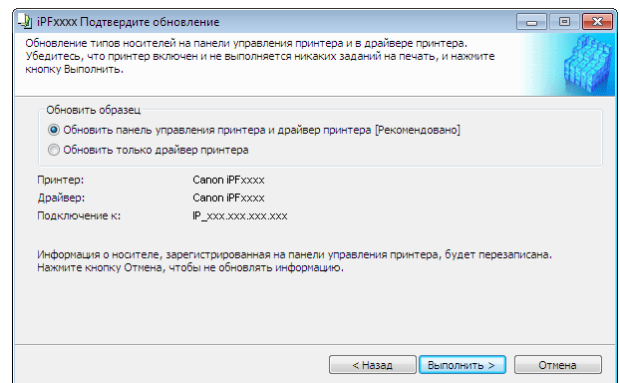 iPFxxxx Подтвердите обновление
Обновление типов носителей на панели управления принтера и в драйвере принтера.
Убедитесь, что принтер включен и не выполняется никаких заданий на печать, и нажмите
кнопку Выполнить.
Обновить образец
Обновить панель управления принтера и драйвер принтера [Рекомендовано]
Обновить только драйвер принтера
Принтер: Canon iPFxxxx
Драйвер: Canon iPFxxxx
Подключение к: IP_xxx.xxx.xxx.xxx
Информация о носителе, зарегистрированная на панели управления принтера, будет перезаписана.
Нажмите кнопку Отмена, чтобы не обновлять информацию.
< Назад Выполнить > Отмена